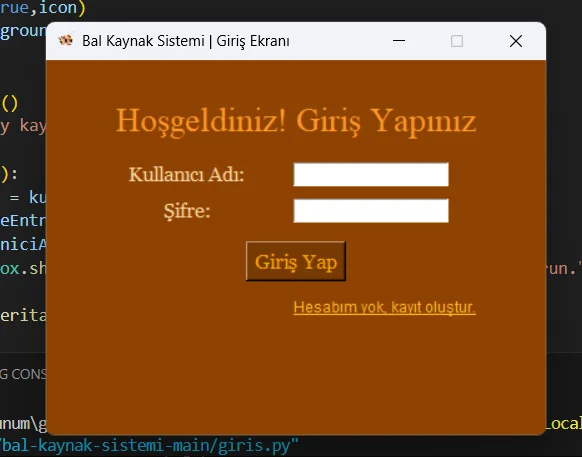 rue,icon)
groun
Bal Kaynak Sistemi | Giriş Ekranı
()
y kay
Hoşgeldiniz! Giriş Yapınız
):
Kullanıcı Adı:
= ku
eEntr
Şifre:
niciA
ox.sh
run."
Giriş Yap
erita
Hesabım yok, kayıt oluştur.
G CONS
unum\g
Local
/bal-kaynak-sistemi-main/giris.py"